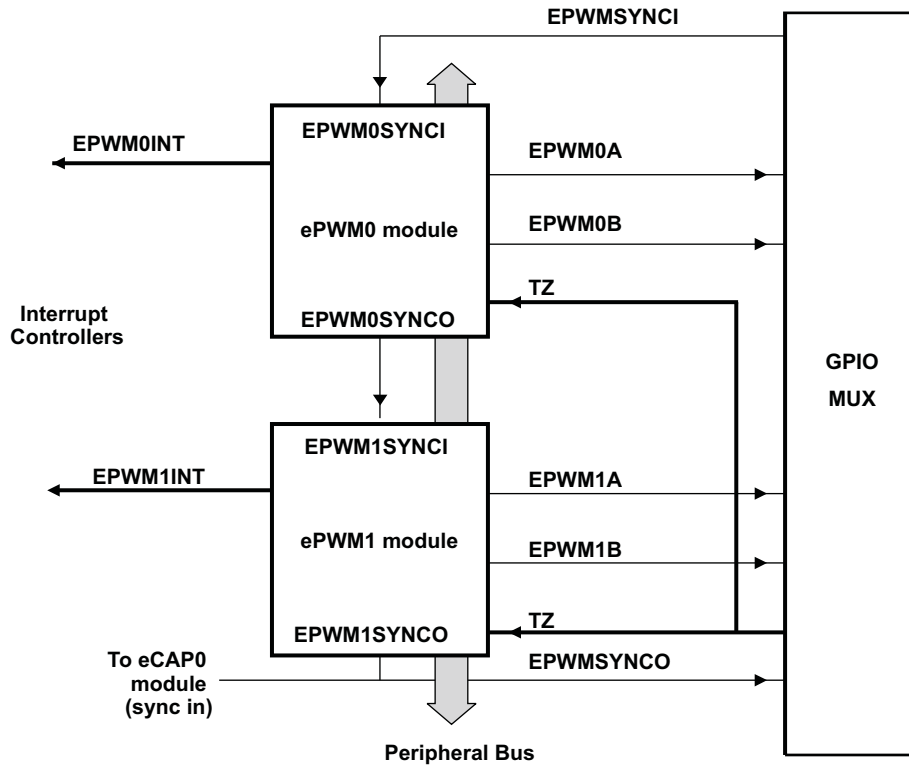 EPWMSYNCI
EPWM0SYNCI
EPWM0INT
EPWM0A
ePWM0 module
EPWM0B
TZ
EPWM0SYNCO
Interrupt
Controllers
GPIO
MUX
EPWM1SYNCI
EPWM1INT
EPWM1A
ePWM1 module
EPWM1B
TZ
EPWM1SYNCO
To eCAP0
module
(sync in)
EPWMSYNCO
Peripheral Bus